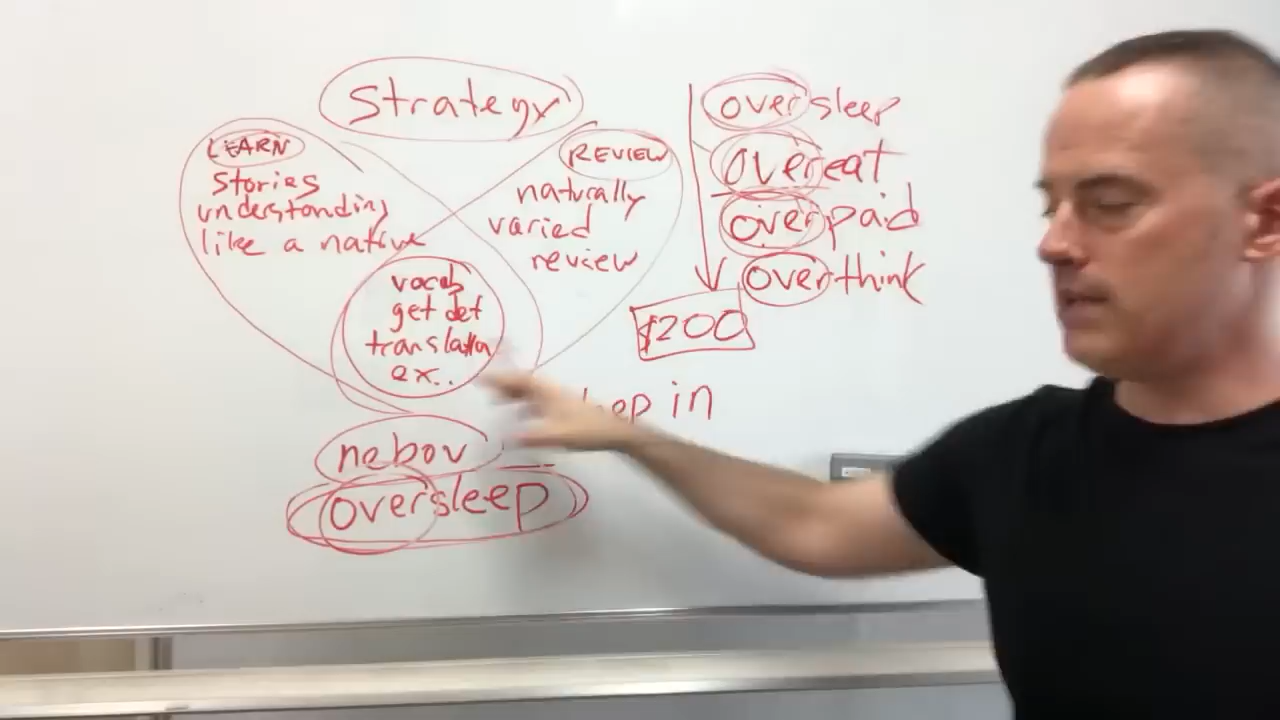 Strategy
LEARN
stories
understanding
like a native
REVIEW
naturally
varied
review
vocab
get def
translation
ex..
nebov
oversleep
oversleep
overeat
overpaid
overthink
$200
in